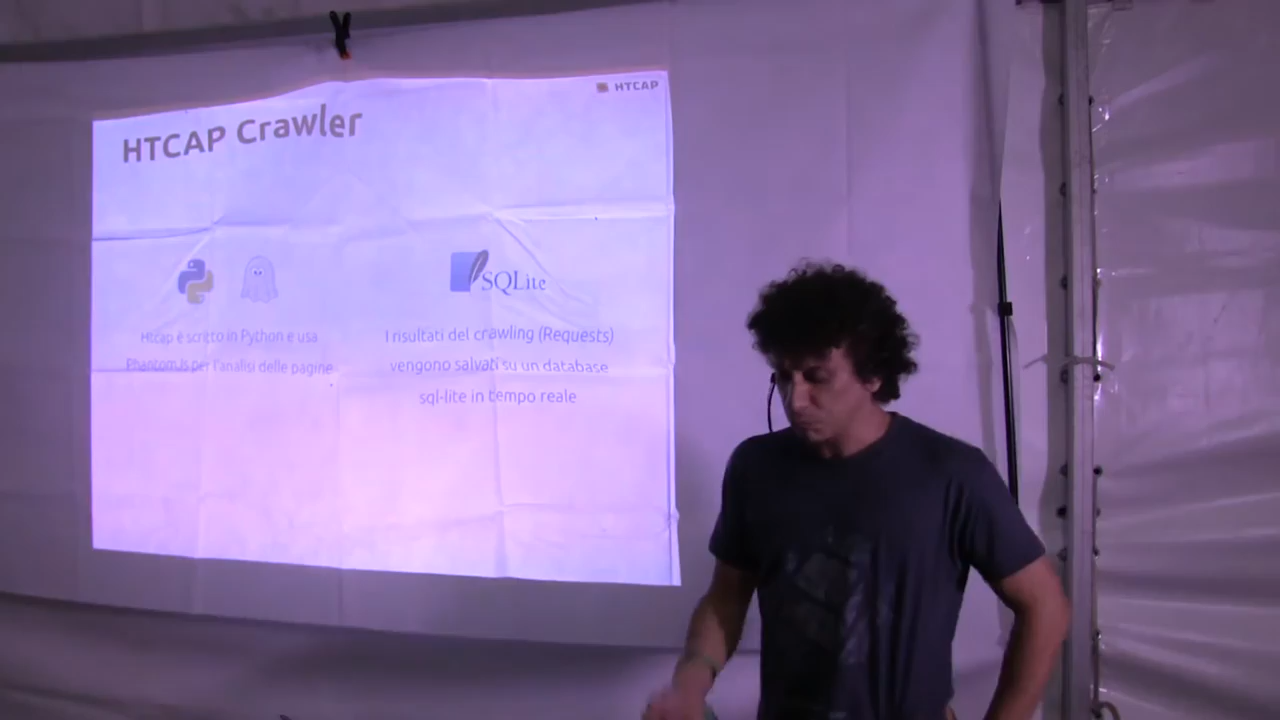 HTCAP
HTCAP Crawler
SQLite
Htcap è scritto in Python e usa
PhantomJs per l'analisi delle pagine
I risultati del crawling (Requests)
vengono salvati su un database
sql-lite in tempo reale